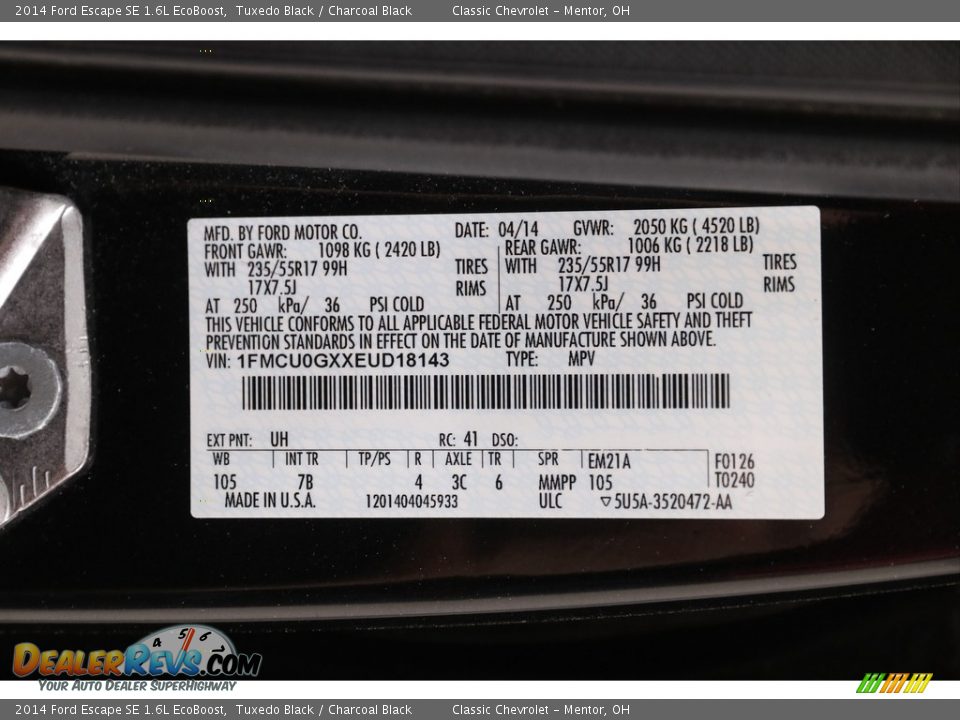 2014 Ford Escape SE 1.6L EcoBoost, Tuxedo Black / Charcoal Black Classic Chevrolet – Mentor, OH
MFD. BY FORD MOTOR CO. DATE: 04/14 GVWR: 2050 KG ( 4520 LB)
FRONT GAWR: 1098 KG ( 2420 LB) REAR GAWR: 1006 KG ( 2218 LB)
WITH 235/55R17 99H TIRES WITH 235/55R17 99H TIRES
17X7.5J RIMS 17X7.5J RIMS
AT 250 kPa/ 36 PSI COLD AT 250 kPa/ 36 PSI COLD
THIS VEHICLE CONFORMS TO ALL APPLICABLE FEDERAL MOTOR VEHICLE SAFETY AND THEFT
PREVENTION STANDARDS IN EFFECT ON THE DATE OF MANUFACTURE SHOWN ABOVE.
VIN: 1FMCU0GXXEUD18143 TYPE: MPV
EXT PNT: UH RC: 41 DSO:
WB INT TR TP/PS R AXLE TR SPR EM21A F0126
105 7B 4 3C 6 MMPP 105 T0240
MADE IN U.S.A. 1201404045933 ULC ▽5U5A-3520472-AA
4 5 6
DEALERREVS.COM
YOUR AUTO DEALER SUPERHIGHWAY
2014 Ford Escape SE 1.6L EcoBoost, Tuxedo Black / Charcoal Black Classic Chevrolet – Mentor, OH